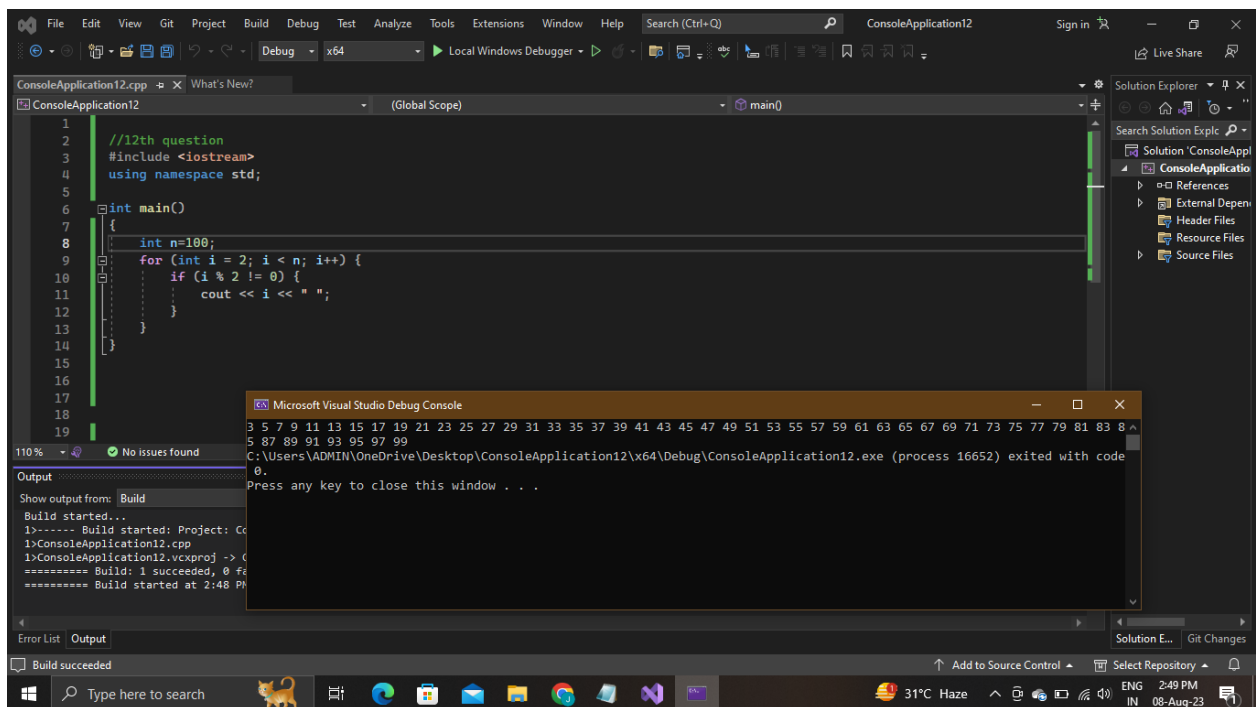 File Edit View Git Project Build Debug Test Analyze Tools Extensions Window Help Search (Ctrl+Q) ConsoleApplication12 Sign in
Debug x64 Local Windows Debugger Live Share
ConsoleApplication12.cpp What's New? Solution Explorer
ConsoleApplication12 (Global Scope) main()
Search Solution Explc
Solution 'ConsoleAppl
ConsoleApplicatio
References
External Depen
Header Files
Resource Files
Source Files
1
2 //12th question
3 #include <iostream>
4 using namespace std;
5
6 int main()
7 {
8 int n=100;
9 for (int i = 2; i < n; i++) {
10 if (i % 2 != 0) {
11 cout << i << " ";
12 }
13 }
14 }
15
16
17
18
19
110 % No issues found
Microsoft Visual Studio Debug Console
3 5 7 9 11 13 15 17 19 21 23 25 27 29 31 33 35 37 39 41 43 45 47 49 51 53 55 57 59 61 63 65 67 69 71 73 75 77 79 81 83 8
5 87 89 91 93 95 97 99
C:\Users\ADMIN\OneDrive\Desktop\ConsoleApplication12\x64\Debug\ConsoleApplication12.exe (process 16652) exited with code
0.
Press any key to close this window . . .
Output
Show output from: Build
Build started...
1>------ Build started: Project: Co
1>ConsoleApplication12.cpp
1>ConsoleApplication12.vcxproj -> C
========== Build: 1 succeeded, 0 fa
========== Build started at 2:48 PM
Error List Output Solution E... Git Changes
Build succeeded Add to Source Control Select Repository
Type here to search 31°C Haze ENG 2:49 PM
IN 08-Aug-23